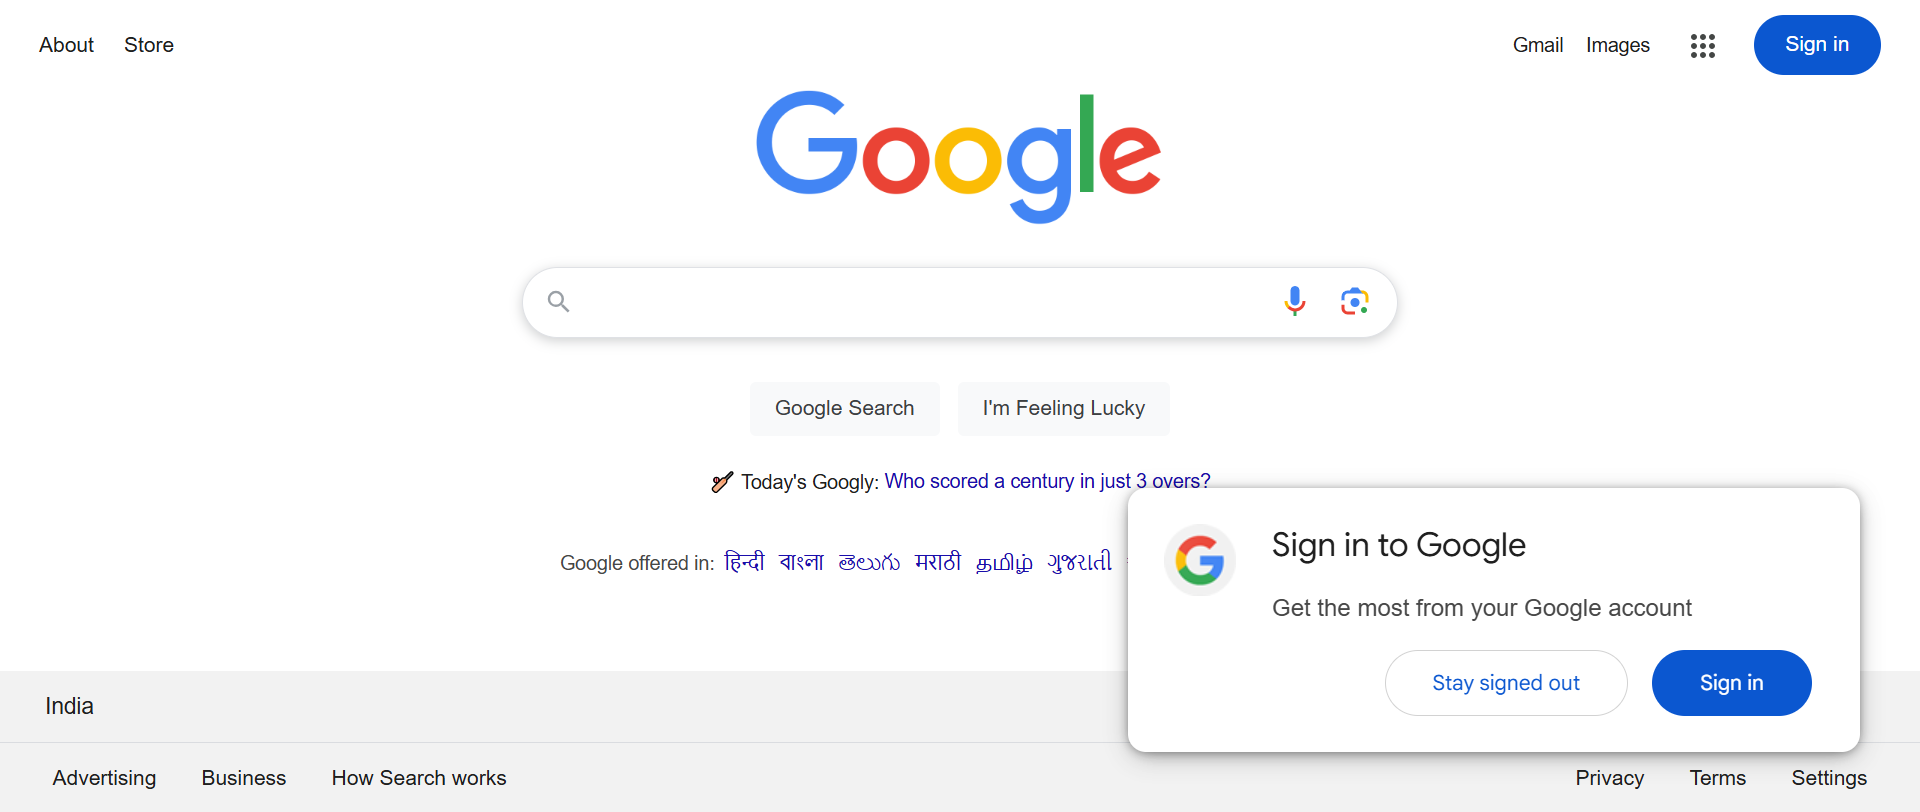 About Store Gmail Images Sign in
Google
Google Search I'm Feeling Lucky
Today's Googly: Who scored a century in just 3 overs?
Google offered in: हिन्दी বাংলা తెలుగు मराठी தமிழ் ગુજરાતી
Sign in to Google
Get the most from your Google account
Stay signed out Sign in
India
Advertising Business How Search works Privacy Terms Settings